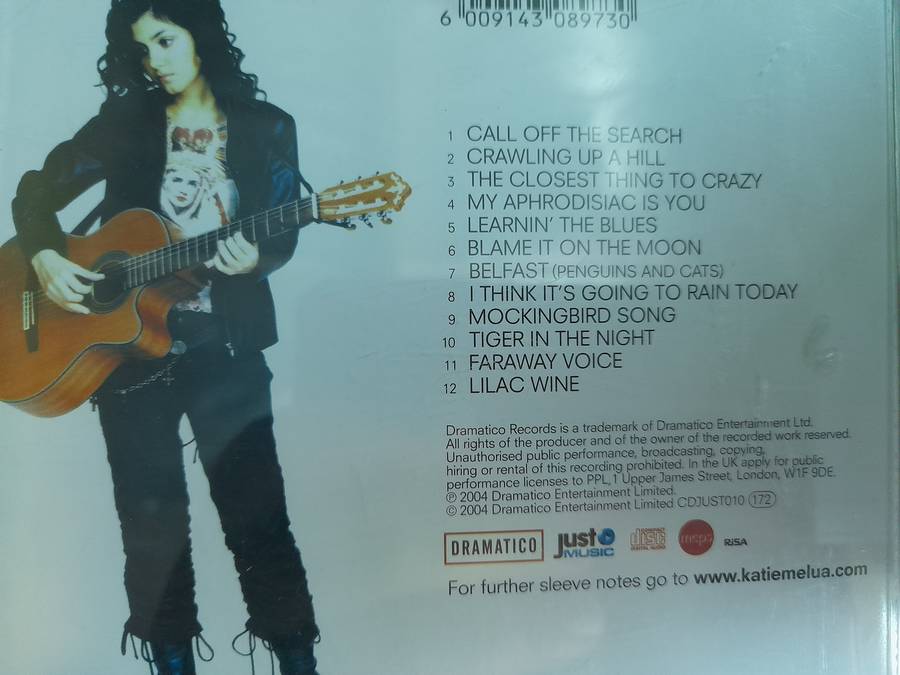 6 009143 089730
1 CALL OFF THE SEARCH
2 CRAWLING UP A HILL
3 THE CLOSEST THING TO CRAZY
4 MY APHRODISIAC IS YOU
5 LEARNIN' THE BLUES
6 BLAME IT ON THE MOON
7 BELFAST (PENGUINS AND CATS)
8 I THINK IT'S GOING TO RAIN TODAY
9 MOCKINGBIRD SONG
10 TIGER IN THE NIGHT
11 FARAWAY VOICE
12 LILAC WINE
Dramatico Records is a trademark of Dramatico Entertainment Ltd.
All rights of the producer and of the owner of the recorded work reserved.
Unauthorised public performance, broadcasting, copying,
hiring or rental of this recording prohibited. In the UK apply for public
performance licenses to PPL,1 Upper James Street, London, W1F 9DE.
℗ 2004 Dramatico Entertainment Limited.
© 2004 Dramatico Entertainment Limited CDJUST010 172
DRAMATICO just MUSIC COMPACT disc DIGITAL AUDIO mcps RiSA
For further sleeve notes go to www.katiemelua.com